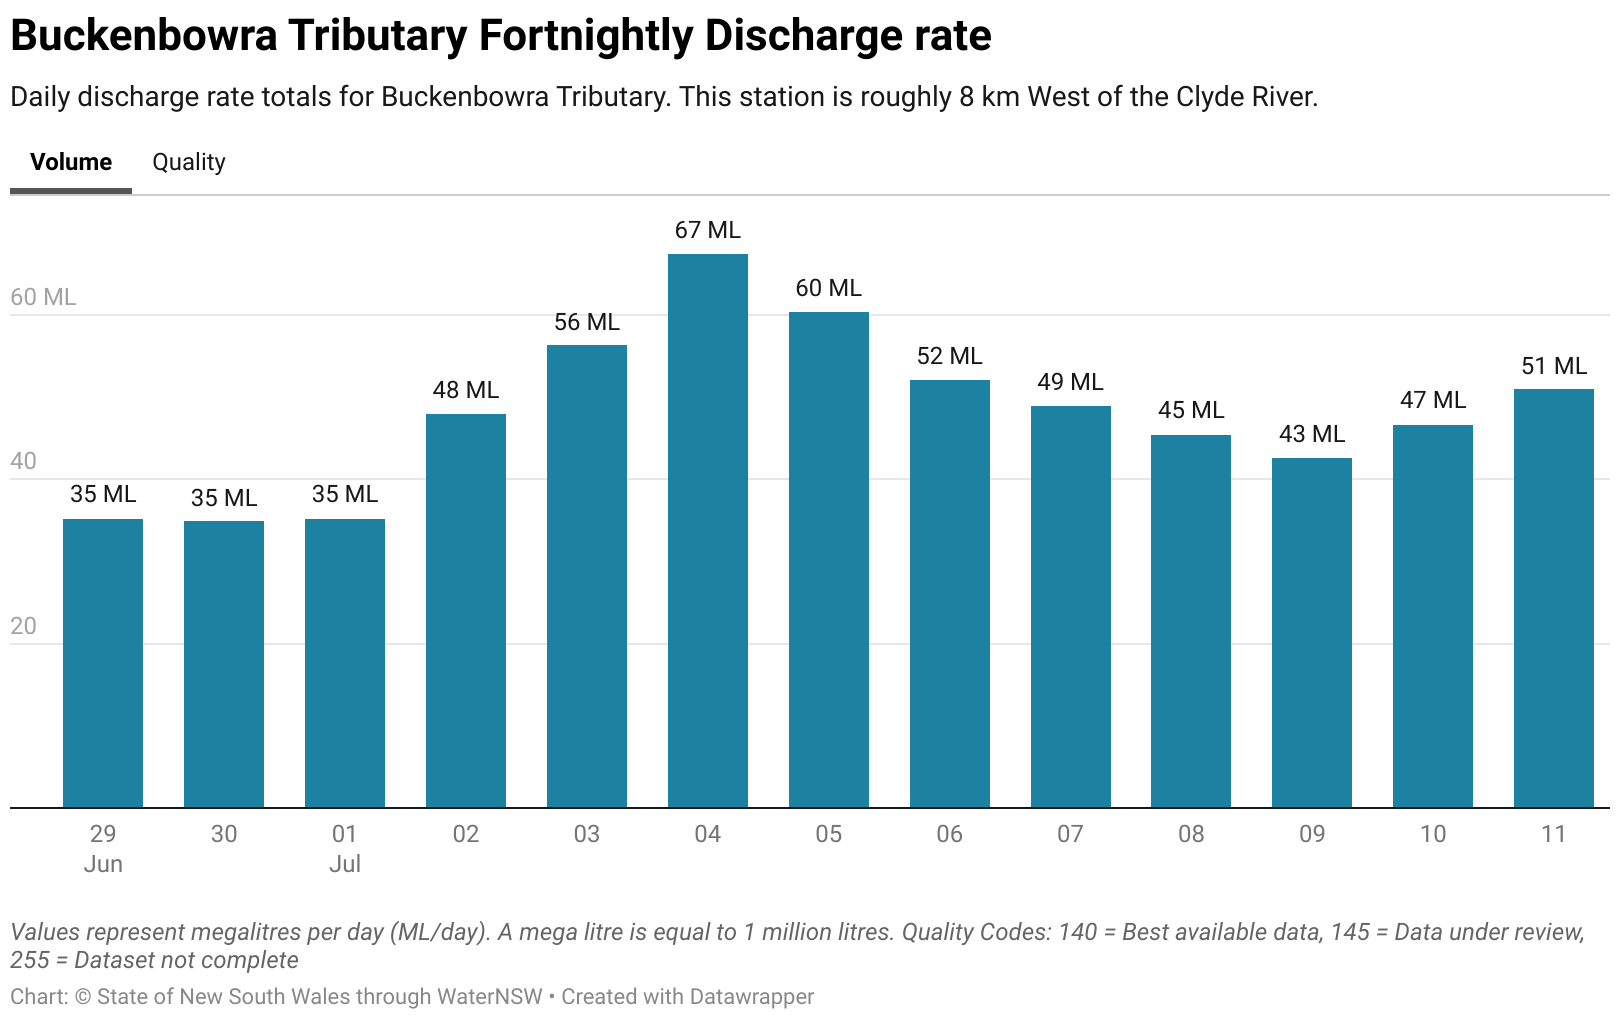 Buckenbowra Tributary Fortnightly Discharge rate
Daily discharge rate totals for Buckenbowra Tributary. This station is roughly 8 km West of the Clyde River.
Volume Quality
67 ML
60 ML
60 ML
56 ML
52 ML
51 ML
49 ML
48 ML
47 ML
45 ML
43 ML
40
35 ML 35 ML 35 ML
20
29 30 01 02 03 04 05 06 07 08 09 10 11
Jun Jul
Values represent megalitres per day (ML/day). A mega litre is equal to 1 million litres. Quality Codes: 140 = Best available data, 145 = Data under review,
255 = Dataset not complete
Chart: © State of New South Wales through WaterNSW • Created with Datawrapper